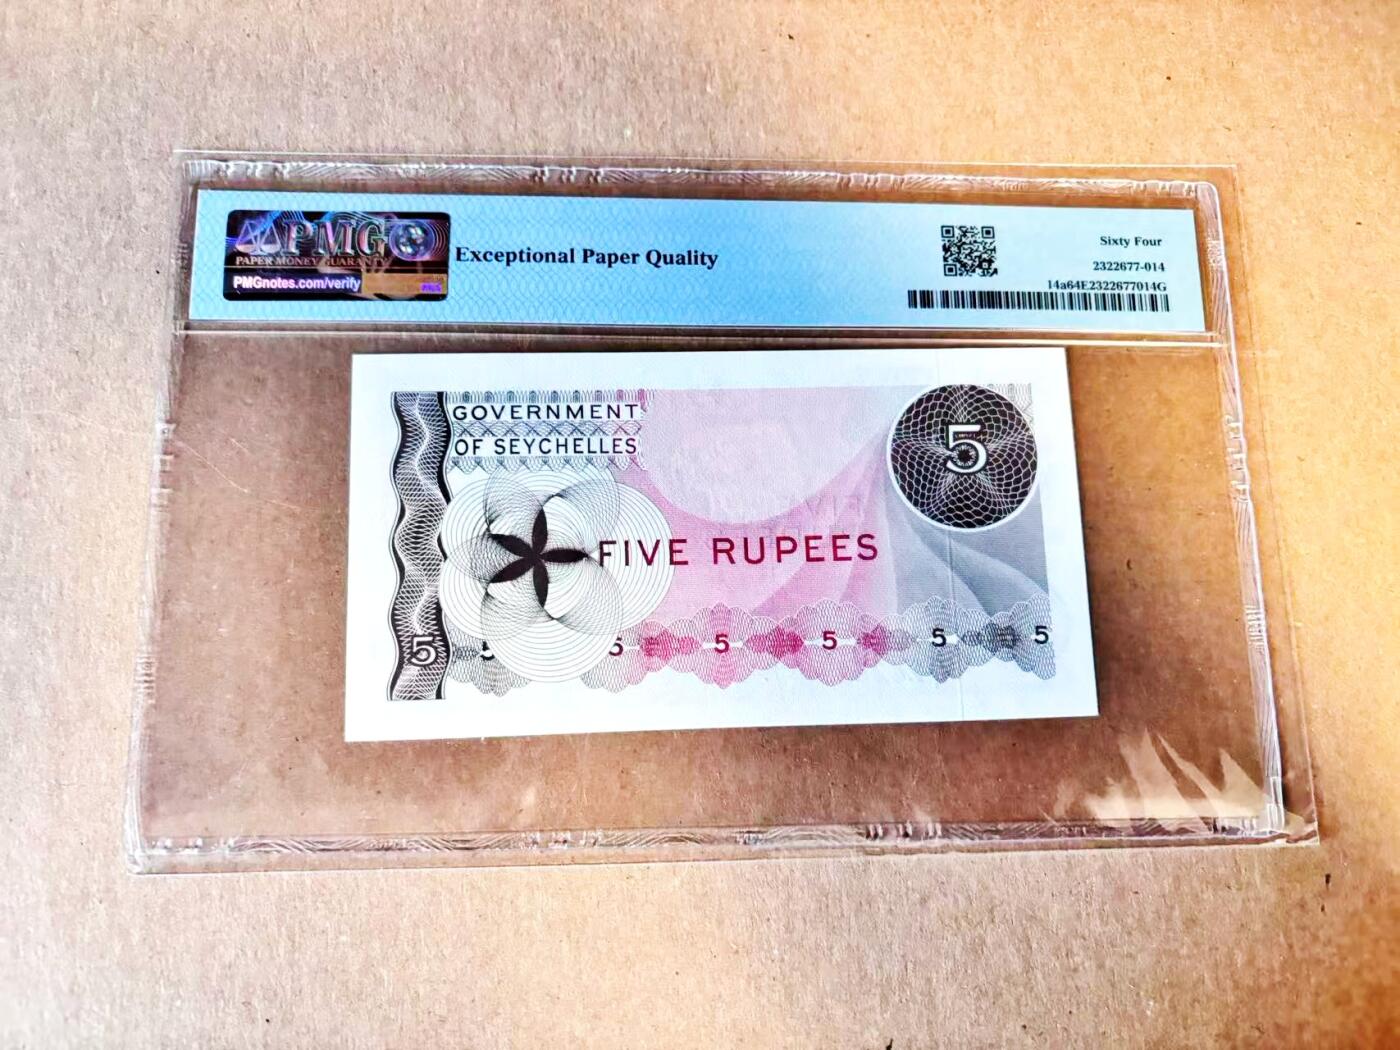 PMG
PAPER MONEY GUARANTY
PMGnotes.com/verify
Exceptional Paper Quality
Sixty Four
2322677-014
14a64E2322677014G
GOVERNMENT
OF SEYCHELLES
5
FIVE RUPEES
5 5 5 5 5 5 5